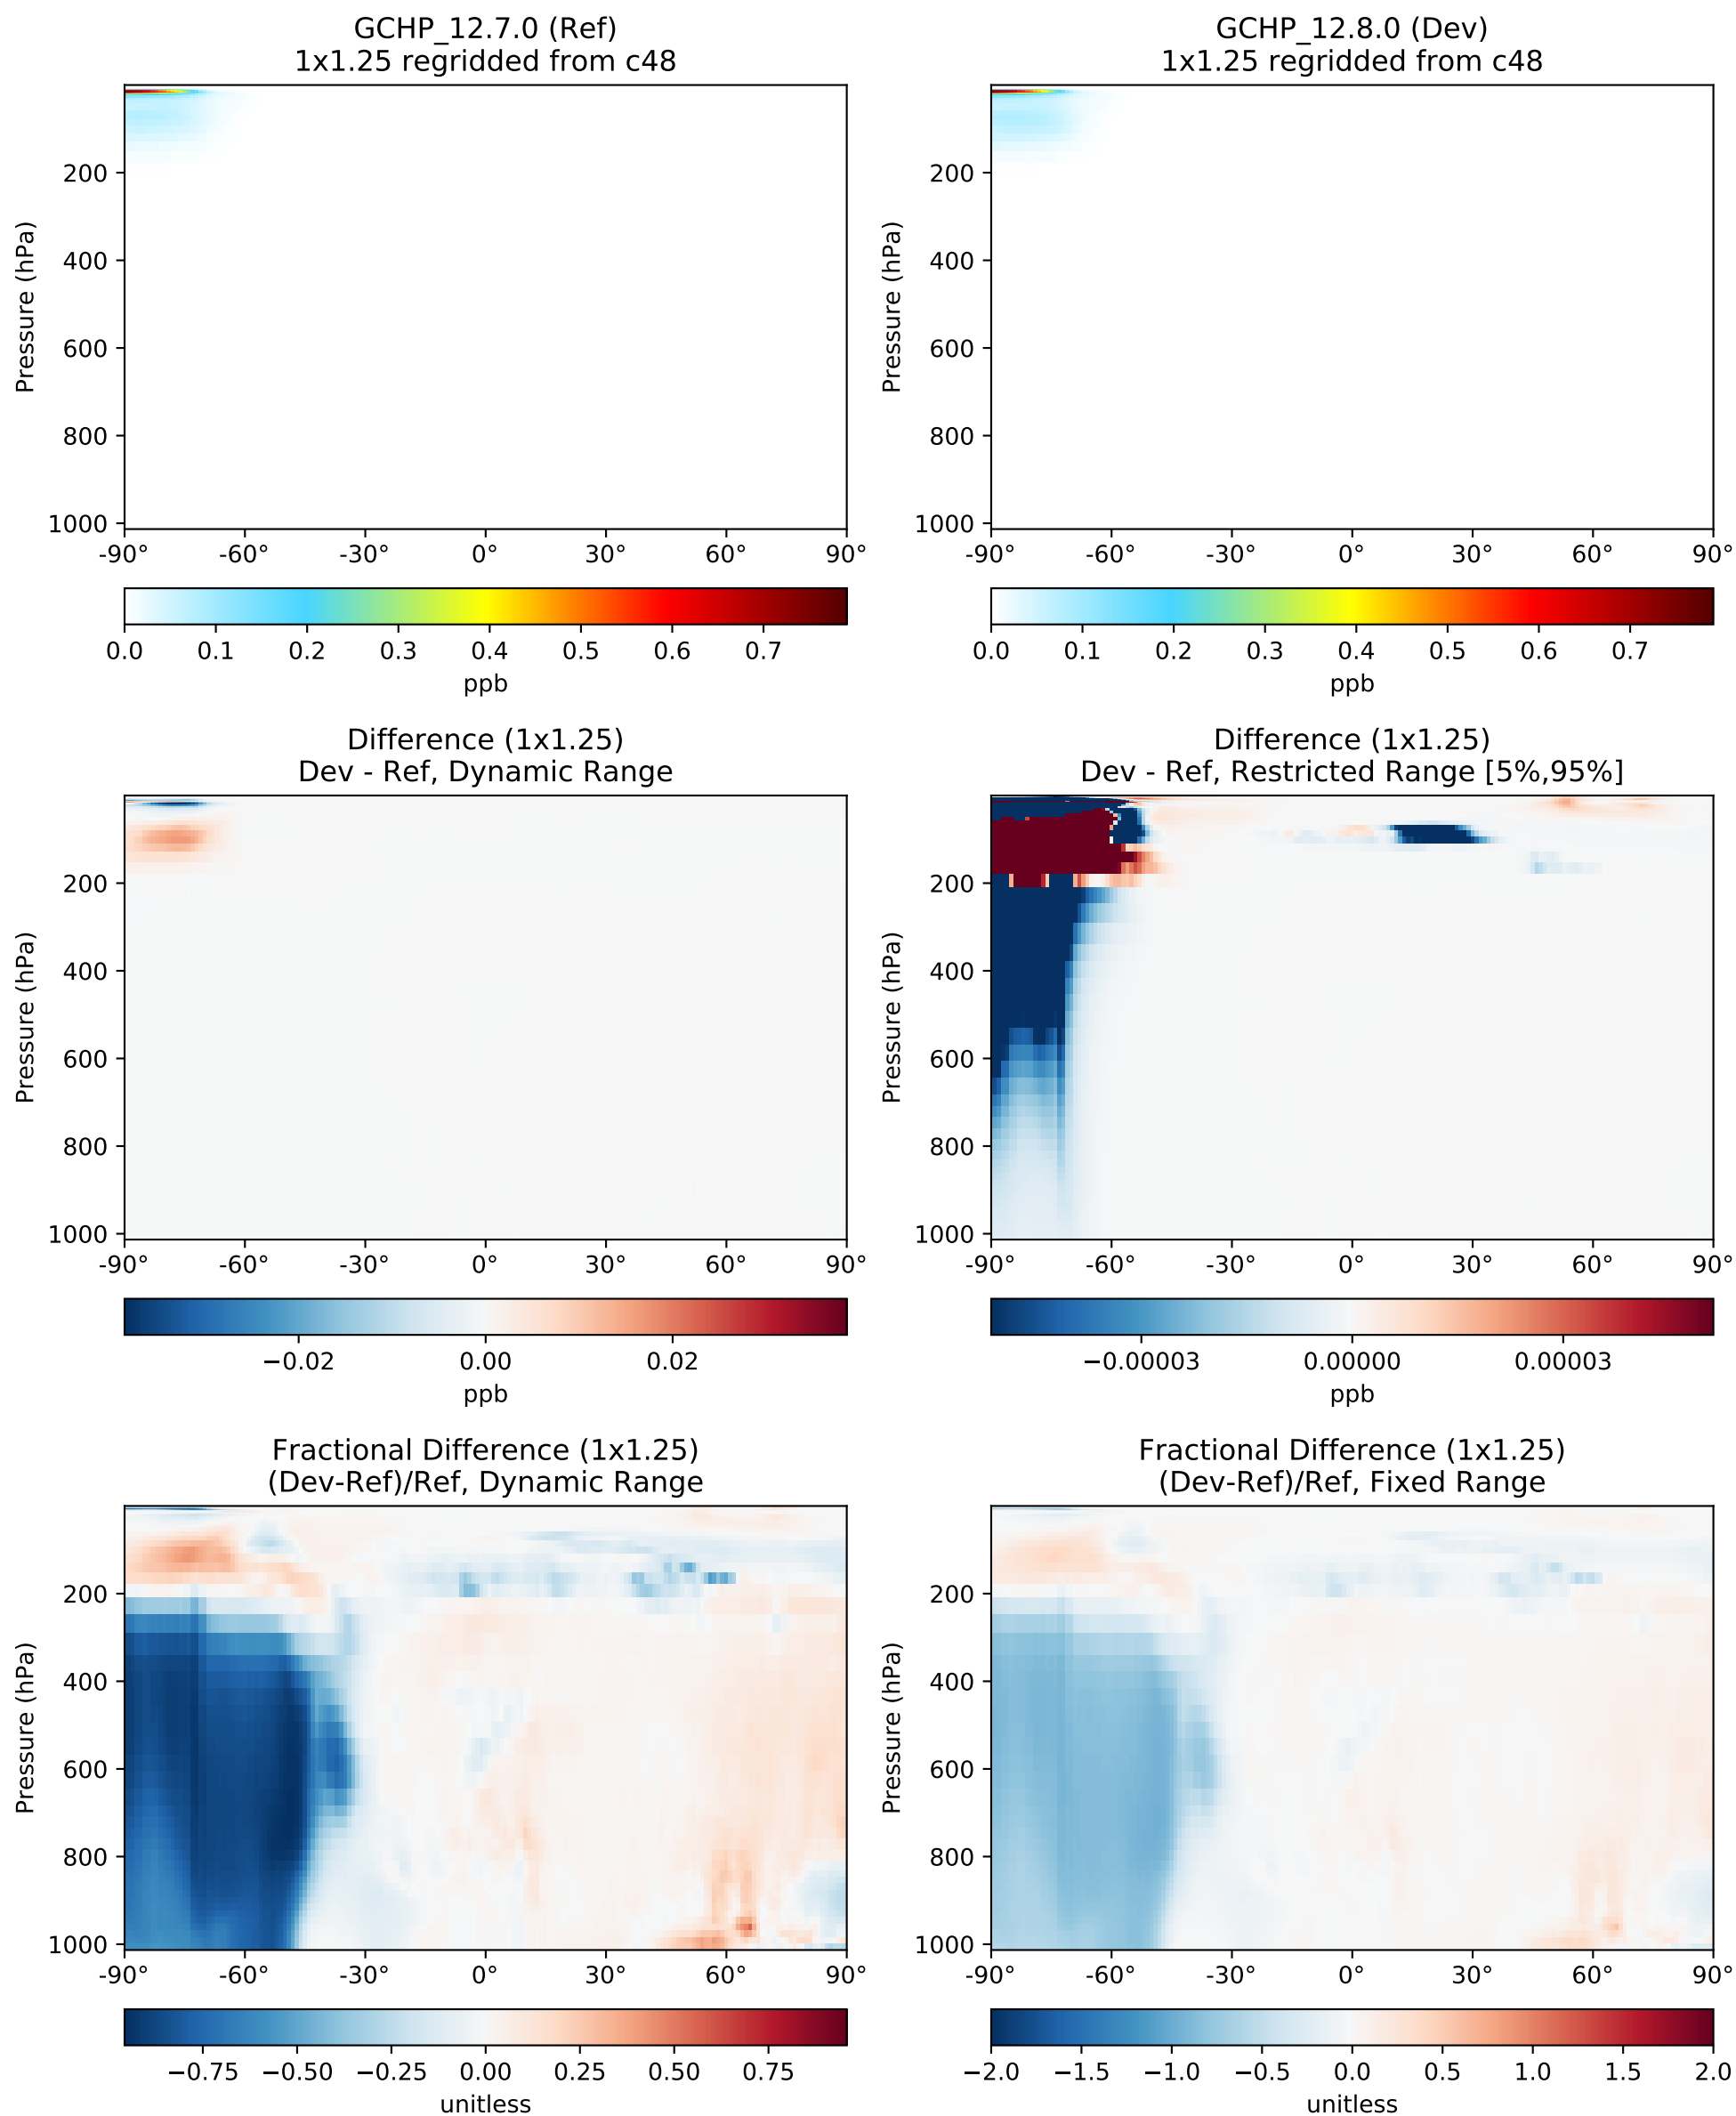 GCHP_12.7.0 (Ref)
1x1.25 regridded from c48
Pressure (hPa)
200
400
600
800
1000
-90° -60° -30° 0° 30° 60° 90°
0.0 0.1 0.2 0.3 0.4 0.5 0.6 0.7
ppb
GCHP_12.8.0 (Dev)
1x1.25 regridded from c48
Pressure (hPa)
200
400
600
800
1000
-90° -60° -30° 0° 30° 60° 90°
0.0 0.1 0.2 0.3 0.4 0.5 0.6 0.7
ppb
Difference (1x1.25)
Dev - Ref, Dynamic Range
Pressure (hPa)
200
400
600
800
1000
-90° -60° -30° 0° 30° 60° 90°
−0.02 0.00 0.02
ppb
Difference (1x1.25)
Dev - Ref, Restricted Range [5%,95%]
Pressure (hPa)
200
400
600
800
1000
-90° -60° -30° 0° 30° 60° 90°
−0.00003 0.00000 0.00003
ppb
Fractional Difference (1x1.25)
(Dev-Ref)/Ref, Dynamic Range
Pressure (hPa)
200
400
600
800
1000
-90° -60° -30° 0° 30° 60° 90°
−0.75 −0.50 −0.25 0.00 0.25 0.50 0.75
unitless
Fractional Difference (1x1.25)
(Dev-Ref)/Ref, Fixed Range
Pressure (hPa)
200
400
600
800
1000
-90° -60° -30° 0° 30° 60° 90°
−2.0 −1.5 −1.0 −0.5 0.0 0.5 1.0 1.5 2.0
unitless